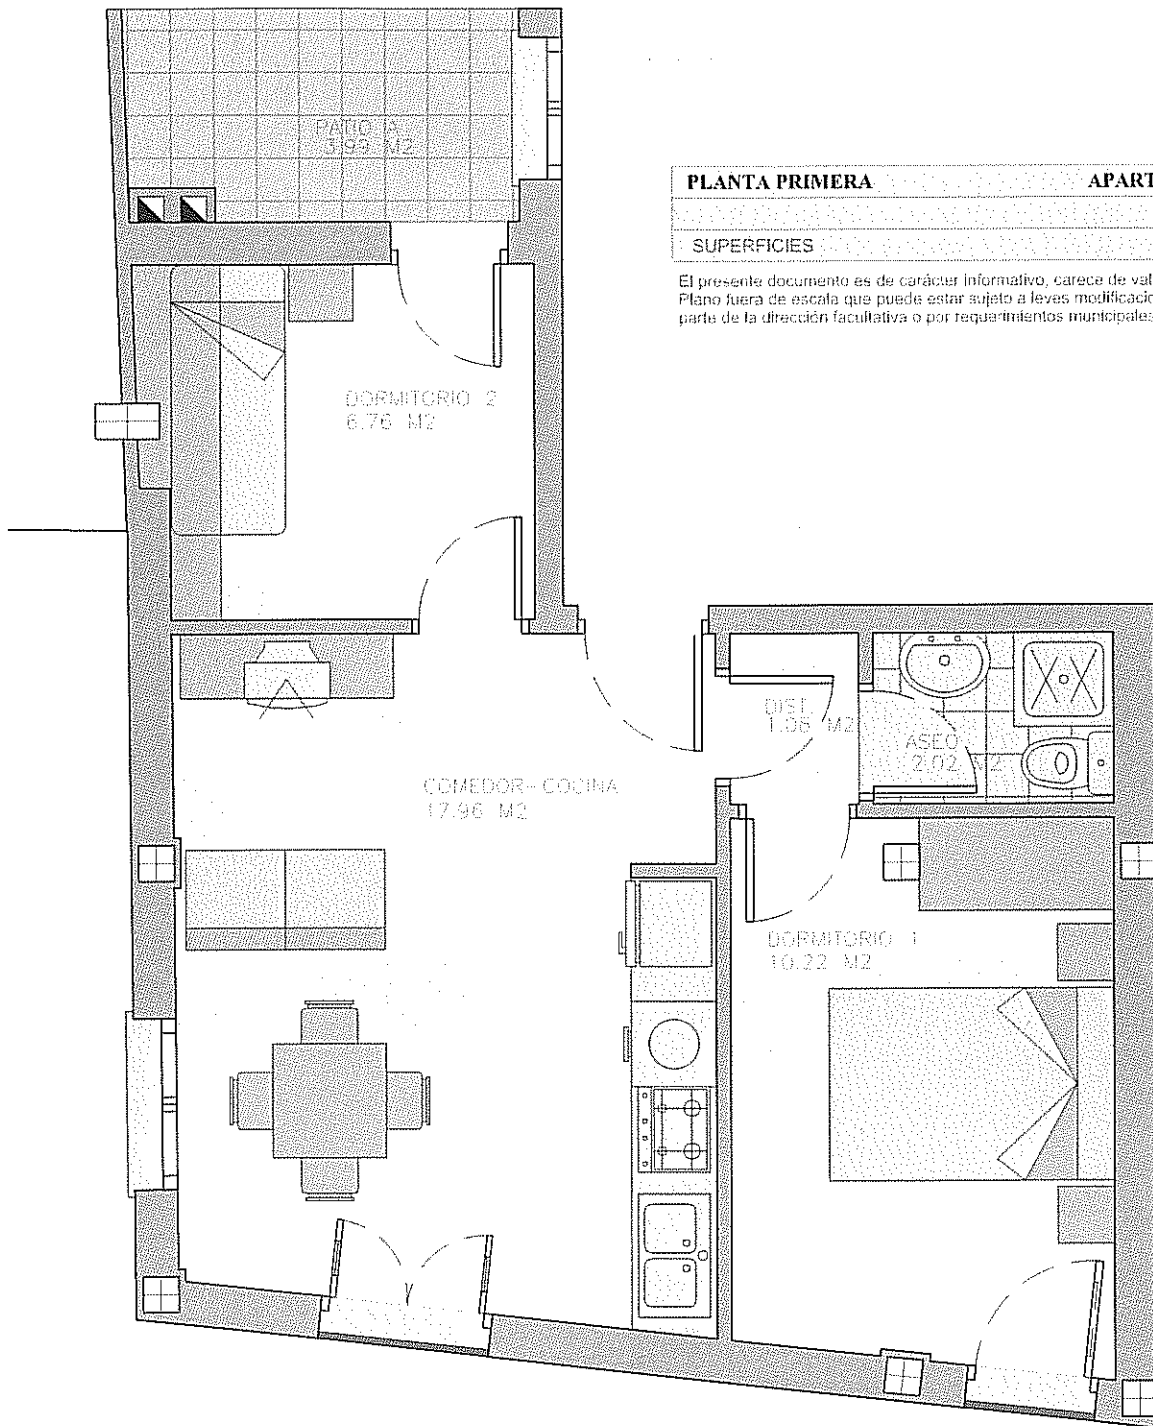 PATIO A
3.99 M2
PLANTA PRIMERA APART
SUPERFICIES
El presente documento es de carácter informativo, carece de val
Plano fuera de escala que puede estar sujeto a leves modificacio
parte de la dirección facultativa o por requerimientos municipales
DORMITORIO 2
6.76 M2
DIST.
1.08 M2
ASEO
2.02 M2
COMEDOR-COCINA
17.96 M2
DORMITORIO 1
10.22 M2